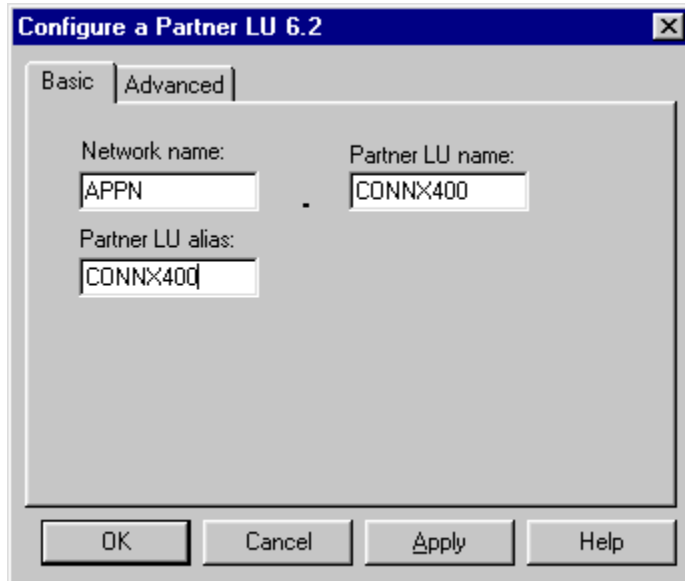 Configure a Partner LU 6.2
Basic Advanced
Network name: Partner LU name:
APPN . CONNX400
Partner LU alias:
CONNX400
OK Cancel Apply Help